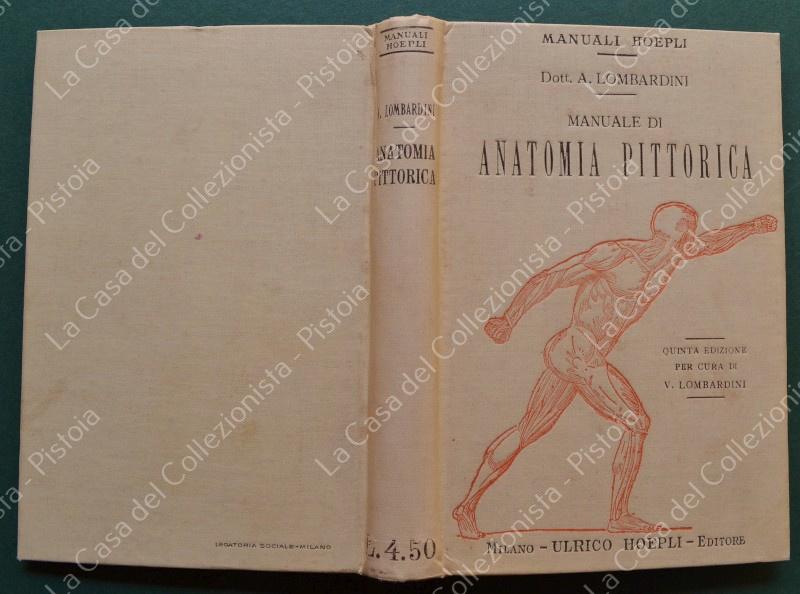 MANUALI HOEPLI
Dott. A. LOMBARDINI
MANUALE DI
ANATOMIA PITTORICA
QUINTA EDIZIONE
PER CURA DI
V. LOMBARDINI
MILANO - ULRICO HOEPLI - EDITORE
MANUALI
HOEPLI
LOMBARDINI
ANATOMIA
PITTORICA
L. 4.50
LEGATORIA SOCIALE-MILANO
La Casa del Collezionista - Pistoia